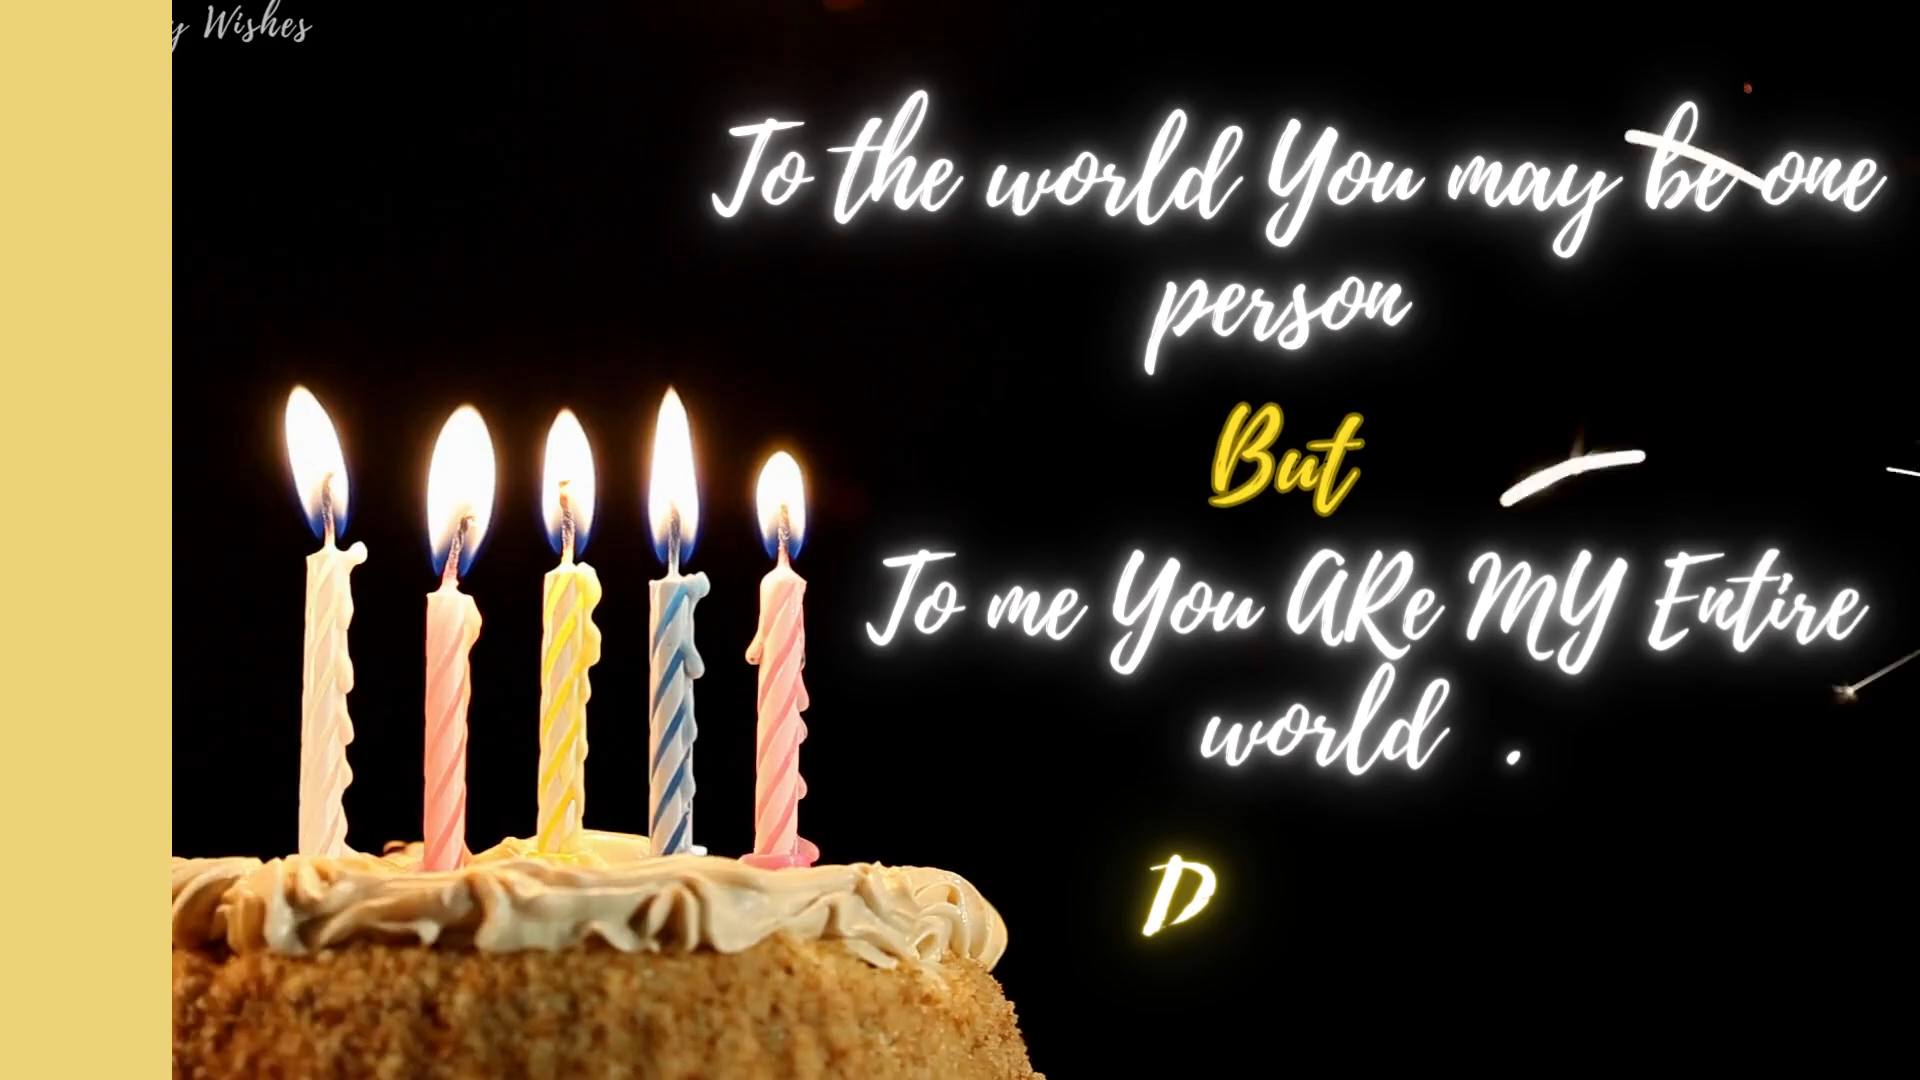 Wishes
To the world You may be one
person
But
To me You ARe MY Entire
world .
D